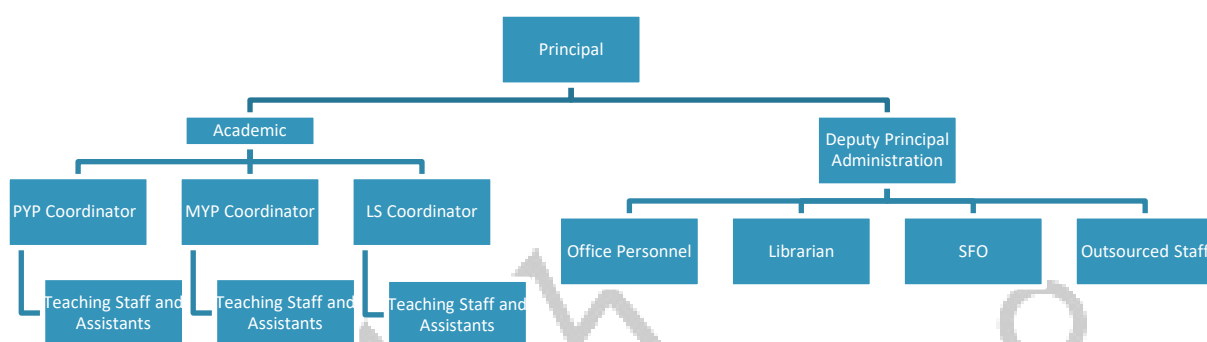 Principal
Academic
Deputy Principal
Administration
PYP Coordinator
MYP Coordinator
LS Coordinator
Office Personnel
Librarian
SFO
Outsourced Staff
Teaching Staff and
Assistants
Teaching Staff and
Assistants
Teaching Staff and
Assistants